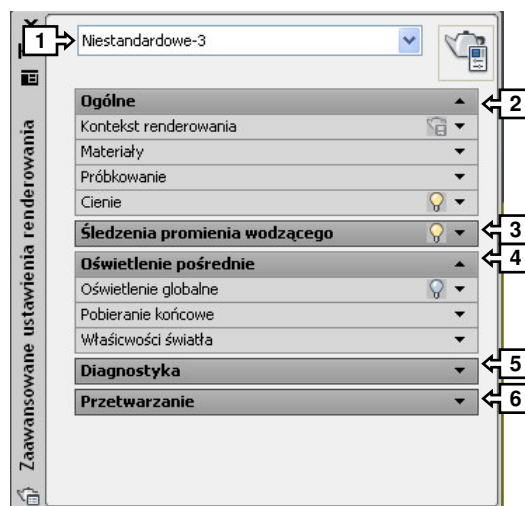 1
Niestandardowe-3
Ogólne
2
Kontekst renderowania
Materiały
Próbkowanie
Cienie
Śledzenia promienia wodzącego
3
Oświetlenie pośrednie
4
Oświetlenie globalne
Pobieranie końcowe
Właśicwości światła
Diagnostyka
5
Przetwarzanie
6
Zaawansowane ustawienia renderowania